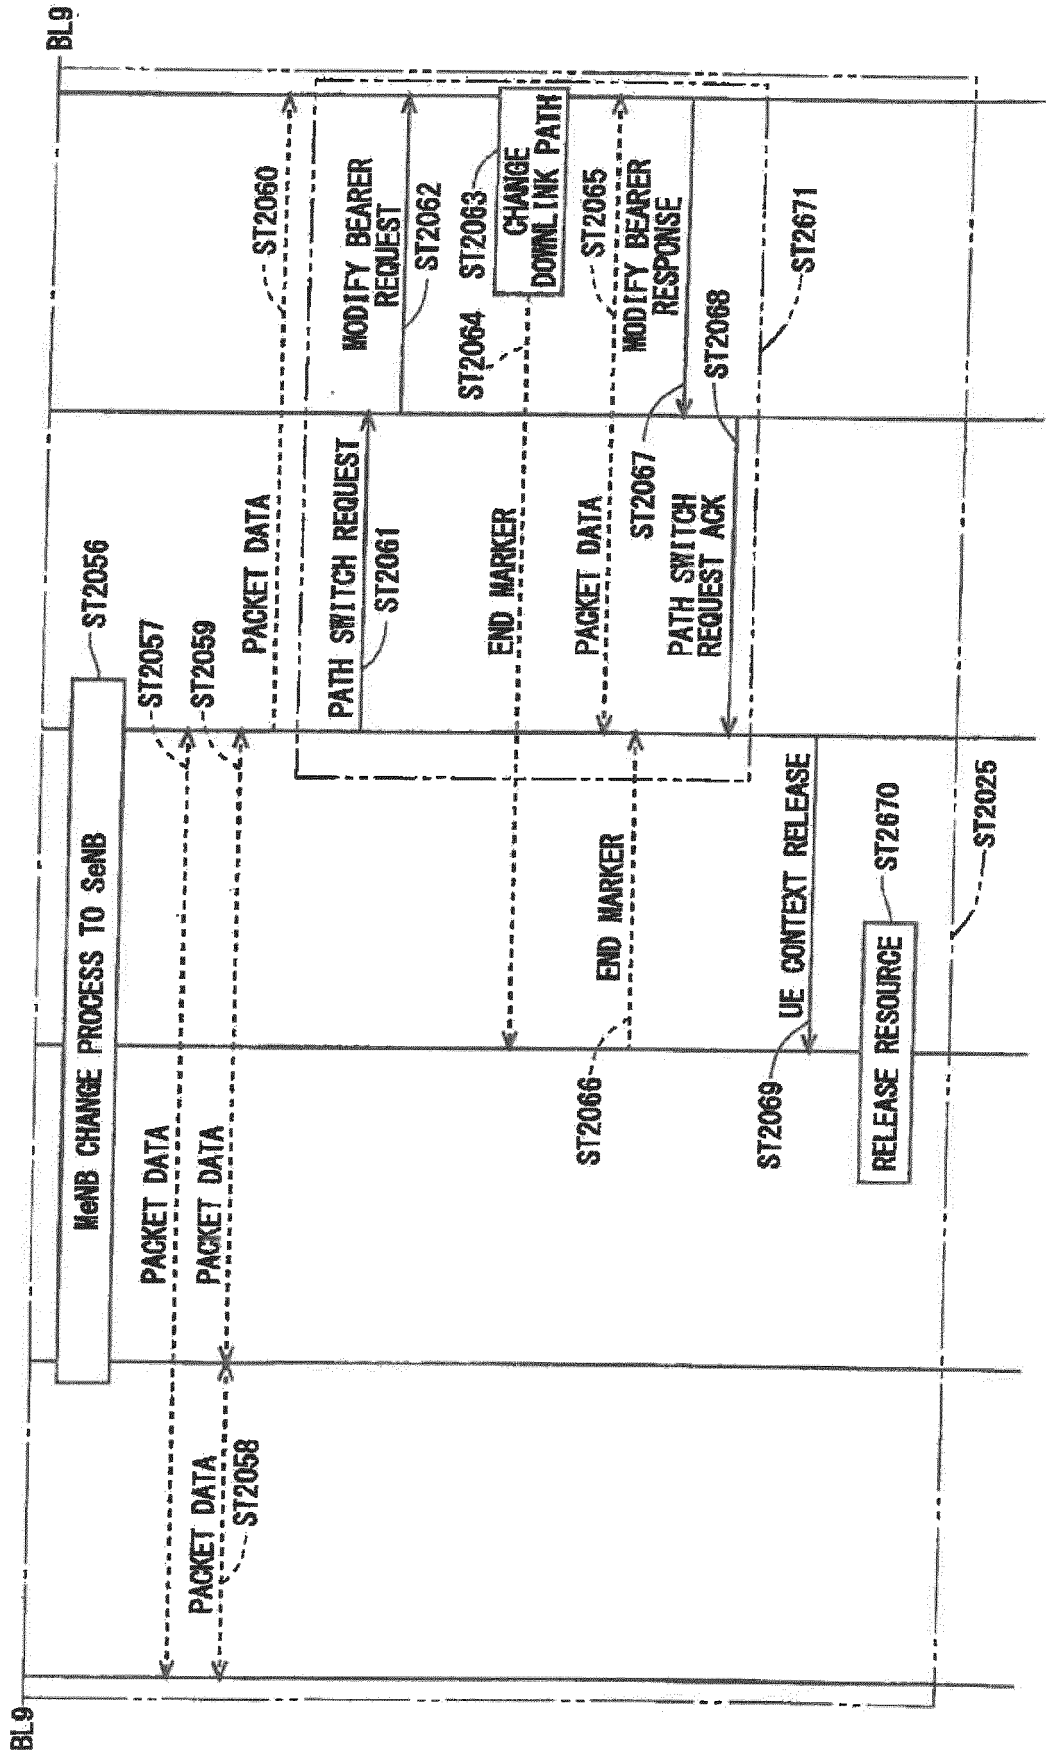 BL9
BL9
MeNB CHANGE PROCESS TO SeNB
ST2056
PACKET DATA
ST2057
PACKET DATA
ST2058
PACKET DATA
ST2059
PACKET DATA
ST2060
PATH SWITCH REQUEST
ST2061
MODIFY BEARER
REQUEST
ST2062
ST2063
CHANGE
DOWNLINK PATH
ST2064
END MARKER
PACKET DATA
ST2065
END MARKER
ST2066
MODIFY BEARER
RESPONSE
ST2067
PATH SWITCH
REQUEST ACK
ST2068
ST2671
UE CONTEXT RELEASE
ST2069
RELEASE RESOURCE
ST2670
ST2025